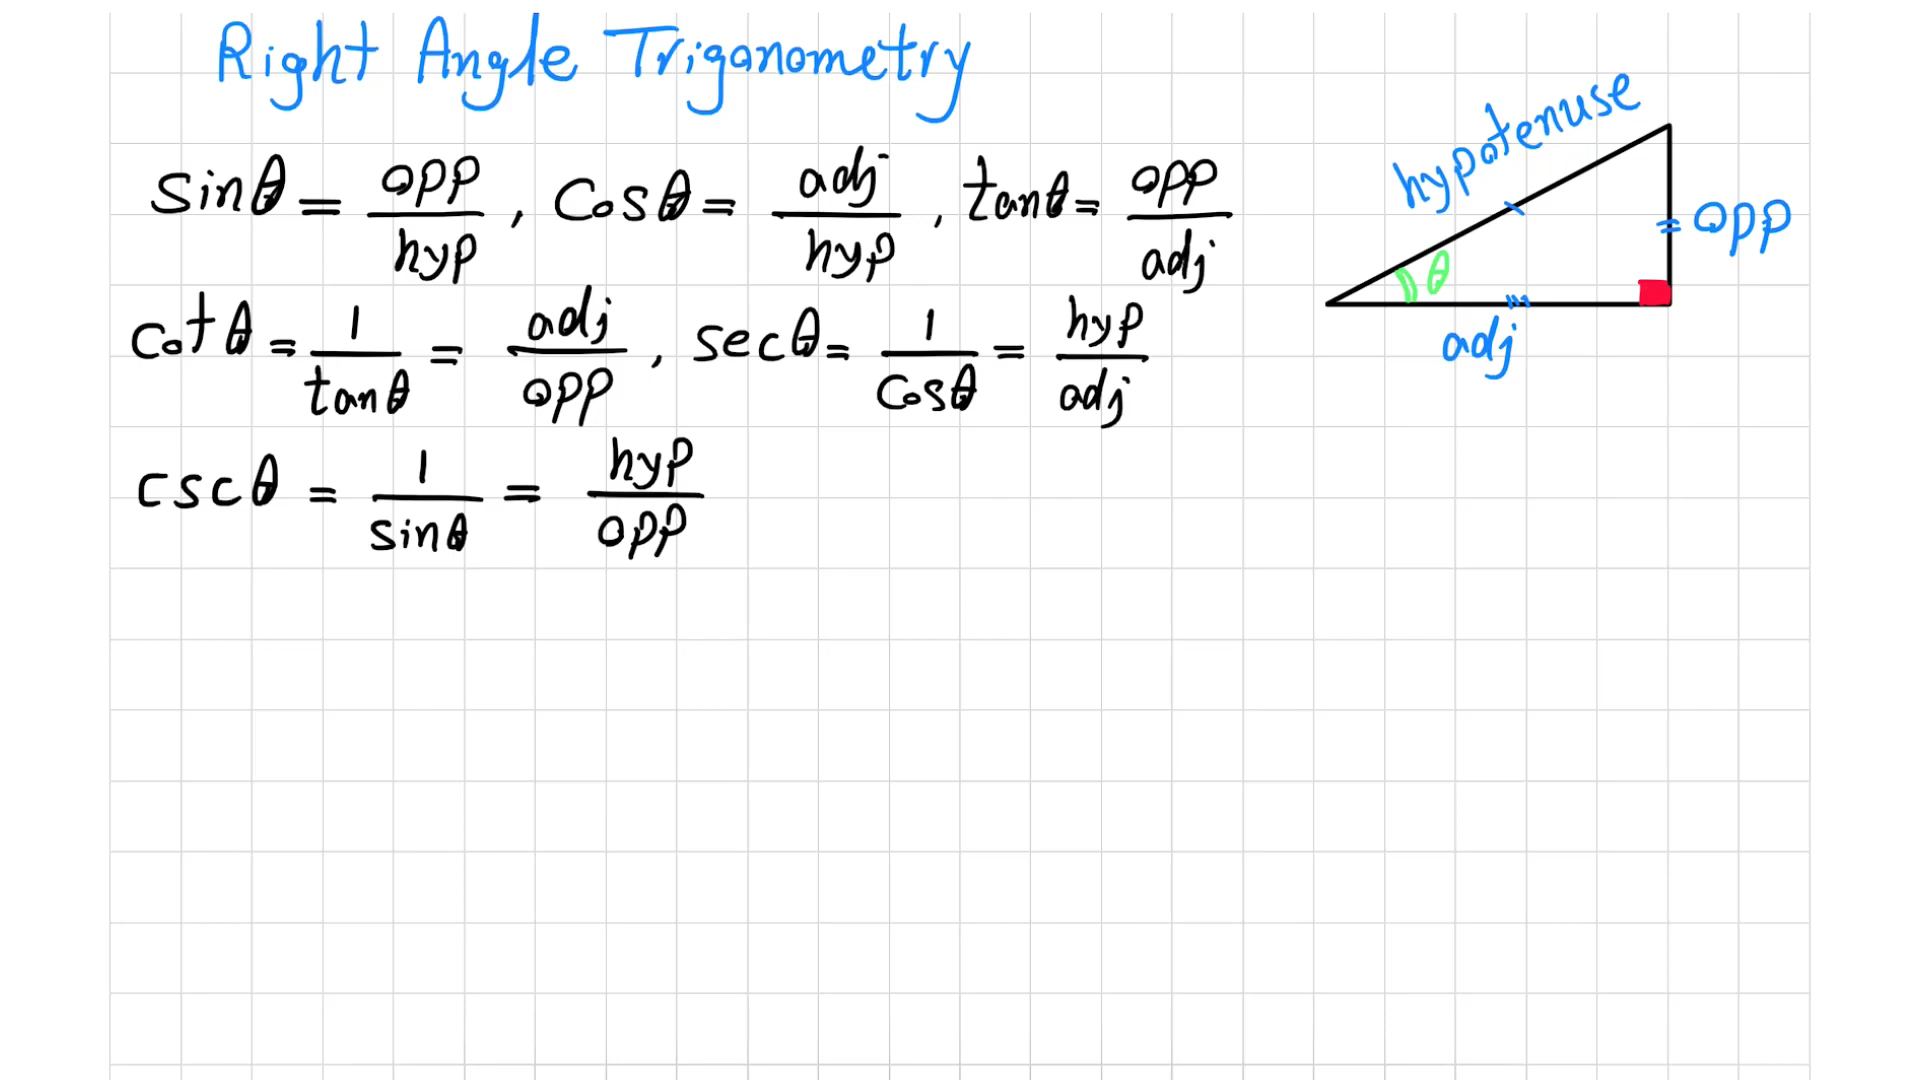 Right Angle Trigonometry
sinθ = opp/hyp , cosθ = adj/hyp , tanθ = opp/adj
cotθ = 1/tanθ = adj/opp , secθ = 1/cosθ = hyp/adj
cscθ = 1/sinθ = hyp/opp
hypotenuse
opp
θ
adj